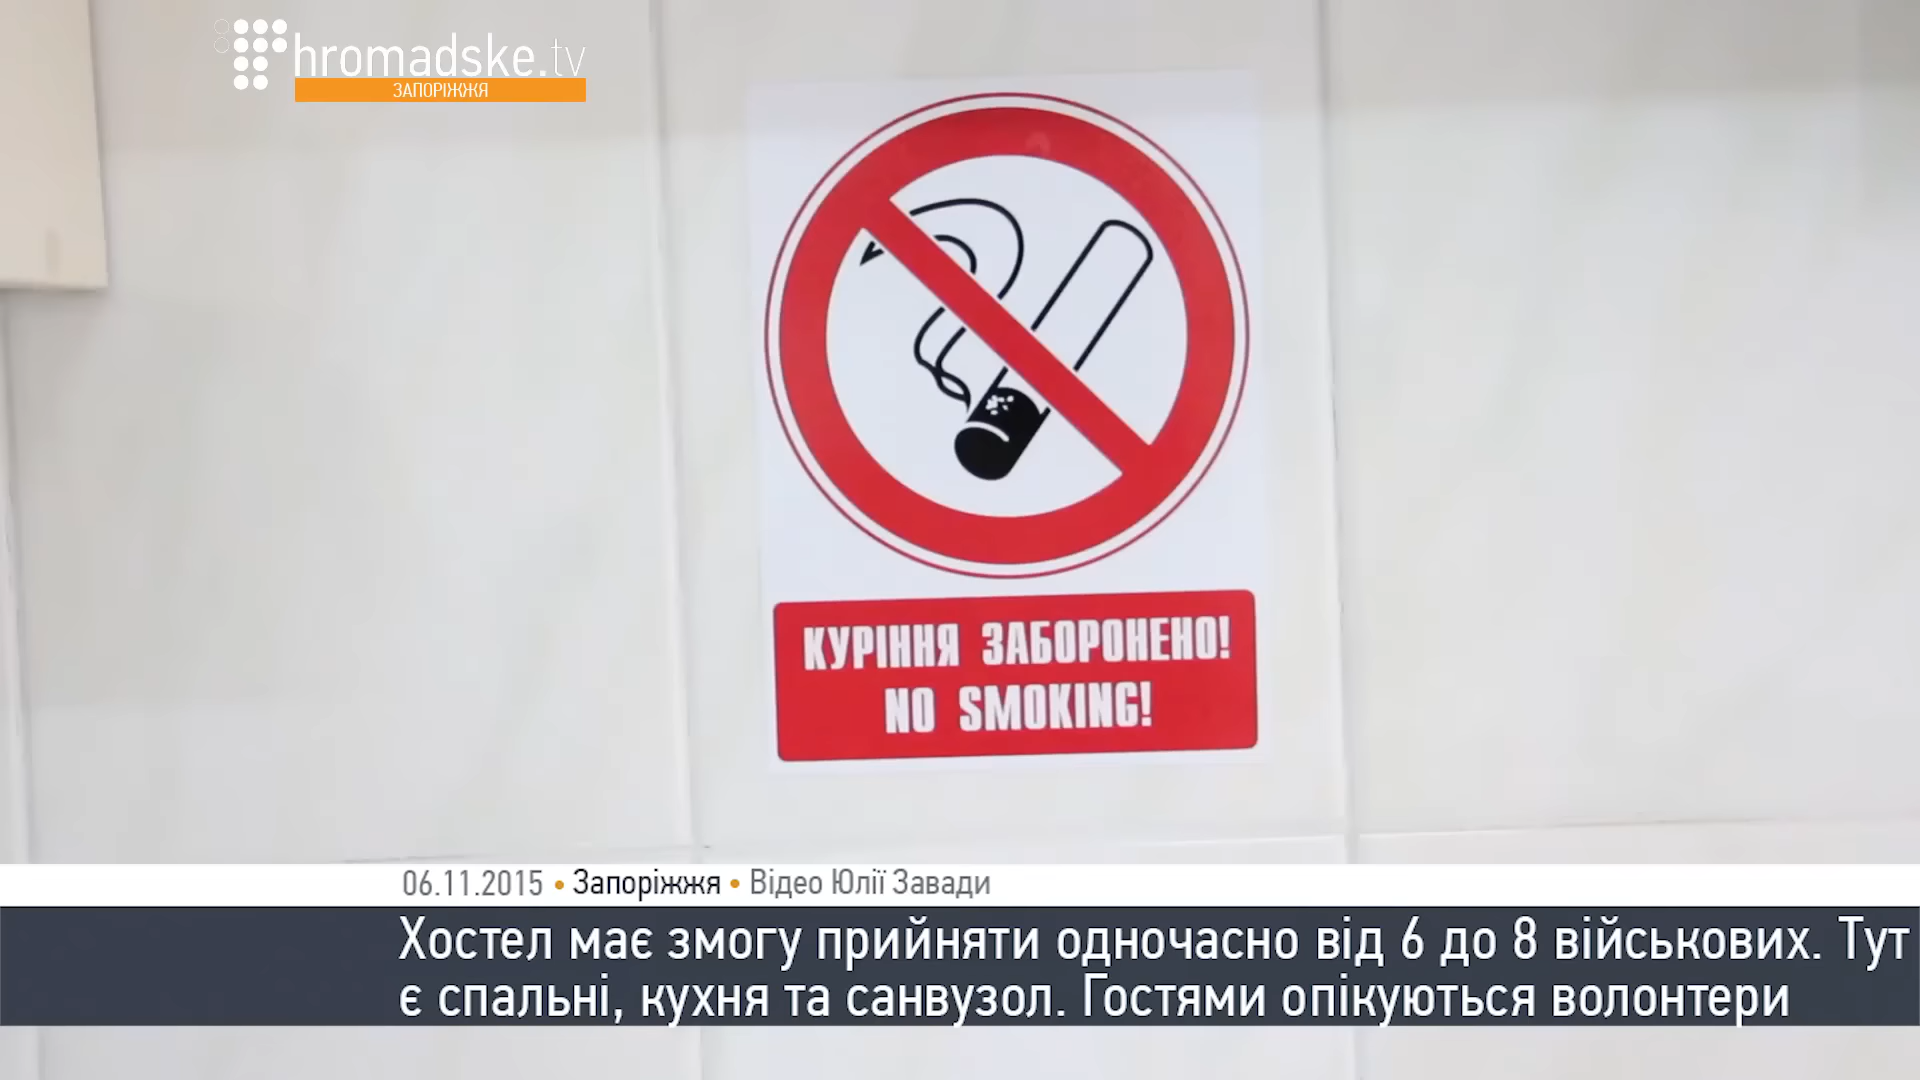 hromadske.tv
ЗАПОРІЖЖЯ
КУРІННЯ ЗАБОРОНЕНО!
NO SMOKING!
06.11.2015 • Запоріжжя • Відео Юлії Завади
Хостел має змогу прийняти одночасно від 6 до 8 військових. Тут
є спальні, кухня та санвузол. Гостями опікуються волонтери